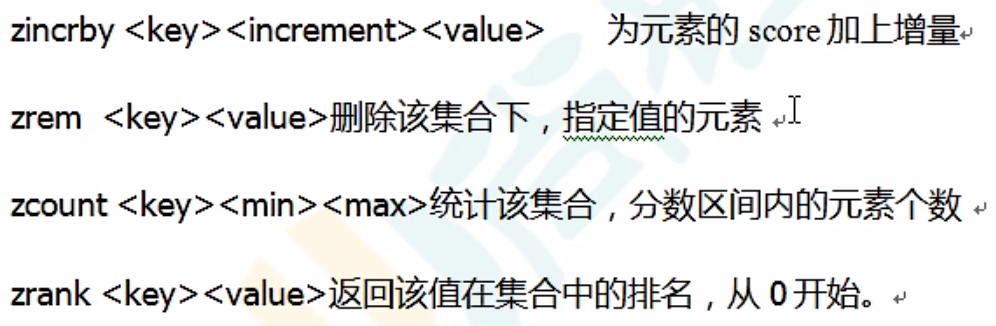 zincrby <key><increment><value> 为元素的 score 加上增量
zrem <key><value>删除该集合下，指定值的元素
zcount <key><min><max>统计该集合，分数区间内的元素个数
zrank <key><value>返回该值在集合中的排名，从 0 开始。